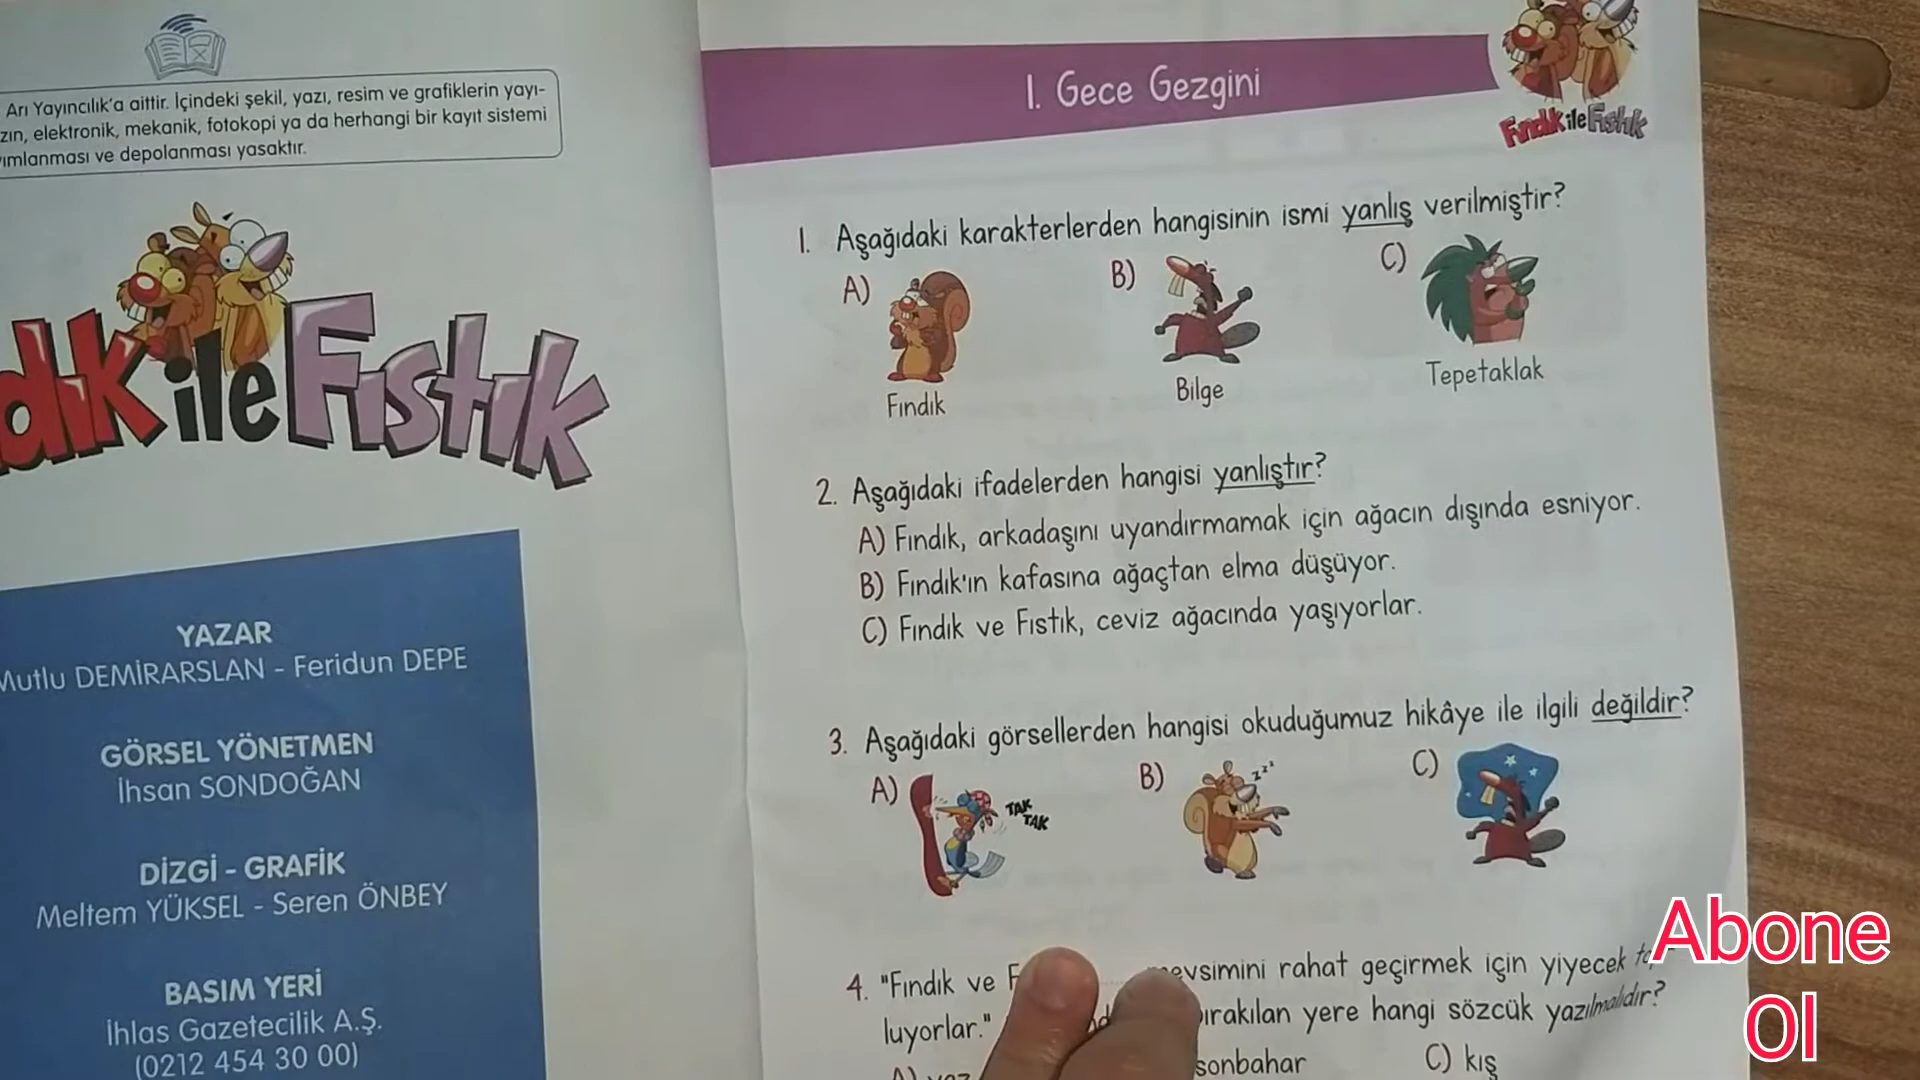 Arı Yayıncılık'a aittir. İçindeki şekil, yazı, resim ve grafiklerin yayı-
zın, elektronik, mekanik, fotokopi ya da herhangi bir kayıt sistemi
ımlanması ve depolanması yasaktır.
dık ile Fıstık
YAZAR
Mutlu DEMİRARSLAN - Feridun DEPE
GÖRSEL YÖNETMEN
İhsan SONDOĞAN
DİZGİ - GRAFİK
Meltem YÜKSEL - Seren ÖNBEY
BASIM YERİ
İhlas Gazetecilik A.Ş.
(0212 454 30 00)
1. Gece Gezgini
Fındık ile Fıstık
1. Aşağıdaki karakterlerden hangisinin ismi yanlış verilmiştir?
A) B) C)
Fındık Bilge Tepetaklak
2. Aşağıdaki ifadelerden hangisi yanlıştır?
A) Fındık, arkadaşını uyandırmamak için ağacın dışında esniyor.
B) Fındık'ın kafasına ağaçtan elma düşüyor.
C) Fındık ve Fıstık, ceviz ağacında yaşıyorlar.
3. Aşağıdaki görsellerden hangisi okuduğumuz hikâye ile ilgili değildir?
A) TAK TAK B) zzz C)
4. "Fındık ve F mevsimini rahat geçirmek için yiyecek
luyorlar." bırakılan yere hangi sözcük yazılmalıdır?
A) yaz sonbahar C) kış
Abone
Ol